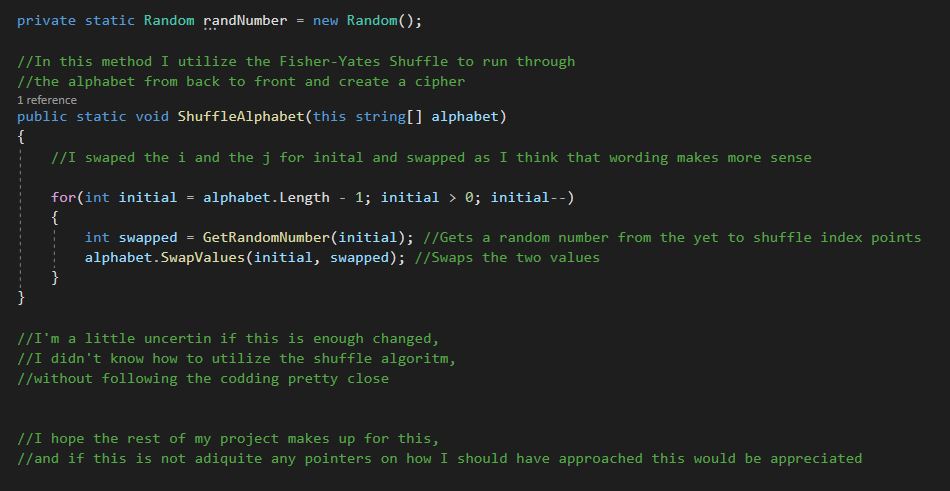 private static Random randNumber = new Random();
//In this method I utilize the Fisher-Yates Shuffle to run through
//the alphabet from back to front and create a cipher
1 reference
public static void ShuffleAlphabet(this string[] alphabet)
{
//I swaped the i and the j for inital and swapped as I think that wording makes more sense
for(int initial = alphabet.Length - 1; initial > 0; initial--)
{
int swapped = GetRandomNumber(initial); //Gets a random number from the yet to shuffle index points
alphabet.SwapValues(initial, swapped); //Swaps the two values
}
}
//I'm a little uncertin if this is enough changed,
//I didn't know how to utilize the shuffle algoritm,
//without following the codding pretty close
//I hope the rest of my project makes up for this,
//and if this is not adiquite any pointers on how I should have approached this would be appreciated